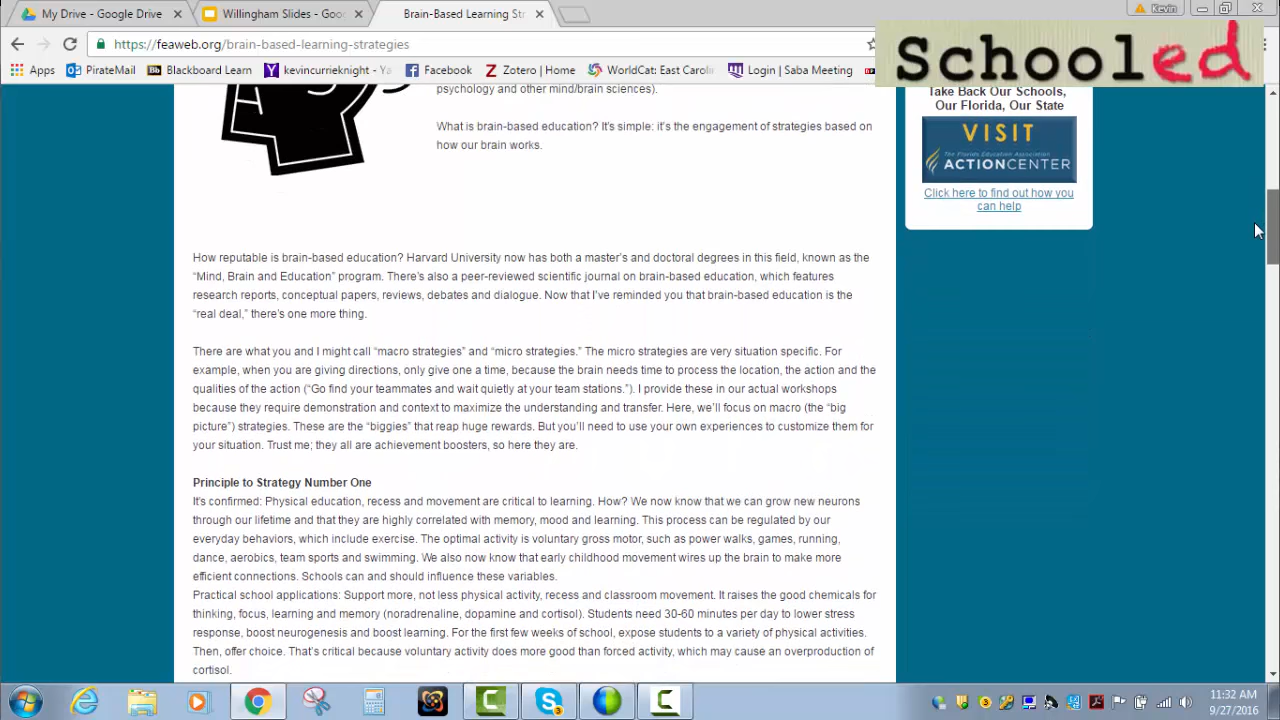 My Drive - Google Drive
Willingham Slides - Goo
Brain-Based Learning Str
Kevin
https://feaweb.org/brain-based-learning-strategies
Apps
PirateMail
Bb
Blackboard Learn
kevincurrieknight - Ya
Facebook
Z
Zotero | Home
WorldCat: East Carolin
Login | Saba Meeting
Schooled
psychology and other mind/brain sciences).
What is brain-based education? It's simple: it's the engagement of strategies based on
how our brain works.
Take Back Our Schools,
Our Florida, Our State
VISIT
The Florida Education Association
ACTIONCENTER
Click here to find out how you
can help
How reputable is brain-based education? Harvard University now has both a master's and doctoral degrees in this field, known as the
“Mind, Brain and Education” program. There's also a peer-reviewed scientific journal on brain-based education, which features
research reports, conceptual papers, reviews, debates and dialogue. Now that I've reminded you that brain-based education is the
“real deal,” there's one more thing.
There are what you and I might call “macro strategies” and “micro strategies.” The micro strategies are very situation specific. For
example, when you are giving directions, only give one a time, because the brain needs time to process the location, the action and the
qualities of the action (“Go find your teammates and wait quietly at your team stations.”). I provide these in our actual workshops
because they require demonstration and context to maximize the understanding and transfer. Here, we'll focus on macro (the “big
picture”) strategies. These are the “biggies” that reap huge rewards. But you'll need to use your own experiences to customize them for
your situation. Trust me; they all are achievement boosters, so here they are.
Principle to Strategy Number One
It's confirmed: Physical education, recess and movement are critical to learning. How? We now know that we can grow new neurons
through our lifetime and that they are highly correlated with memory, mood and learning. This process can be regulated by our
everyday behaviors, which include exercise. The optimal activity is voluntary gross motor, such as power walks, games, running,
dance, aerobics, team sports and swimming. We also now know that early childhood movement wires up the brain to make more
efficient connections. Schools can and should influence these variables.
Practical school applications: Support more, not less physical activity, recess and classroom movement. It raises the good chemicals for
thinking, focus, learning and memory (noradrenaline, dopamine and cortisol). Students need 30-60 minutes per day to lower stress
response, boost neurogenesis and boost learning. For the first few weeks of school, expose students to a variety of physical activities.
Then, offer choice. That's critical because voluntary activity does more good than forced activity, which may cause an overproduction of
cortisol.
11:32 AM
9/27/2016